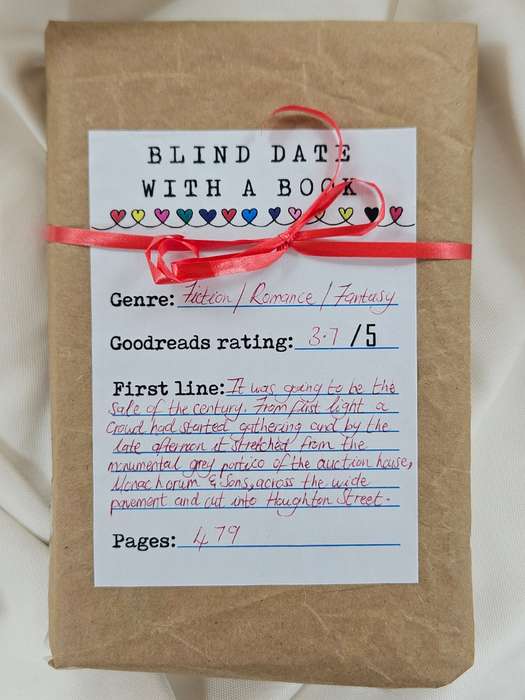 BLIND DATE
WITH A BOOK
Genre: Fiction / Romance / Fantasy
Goodreads rating: 3.7 /5
First line: It was going to be the
sale of the century. From first light a
crowd had started gathering and by the
late afternoon it stretched from the
monumental grey portico of the auction house,
Monachorum & Sons, across the wide
pavement and out into Houghton Street.
Pages: 479